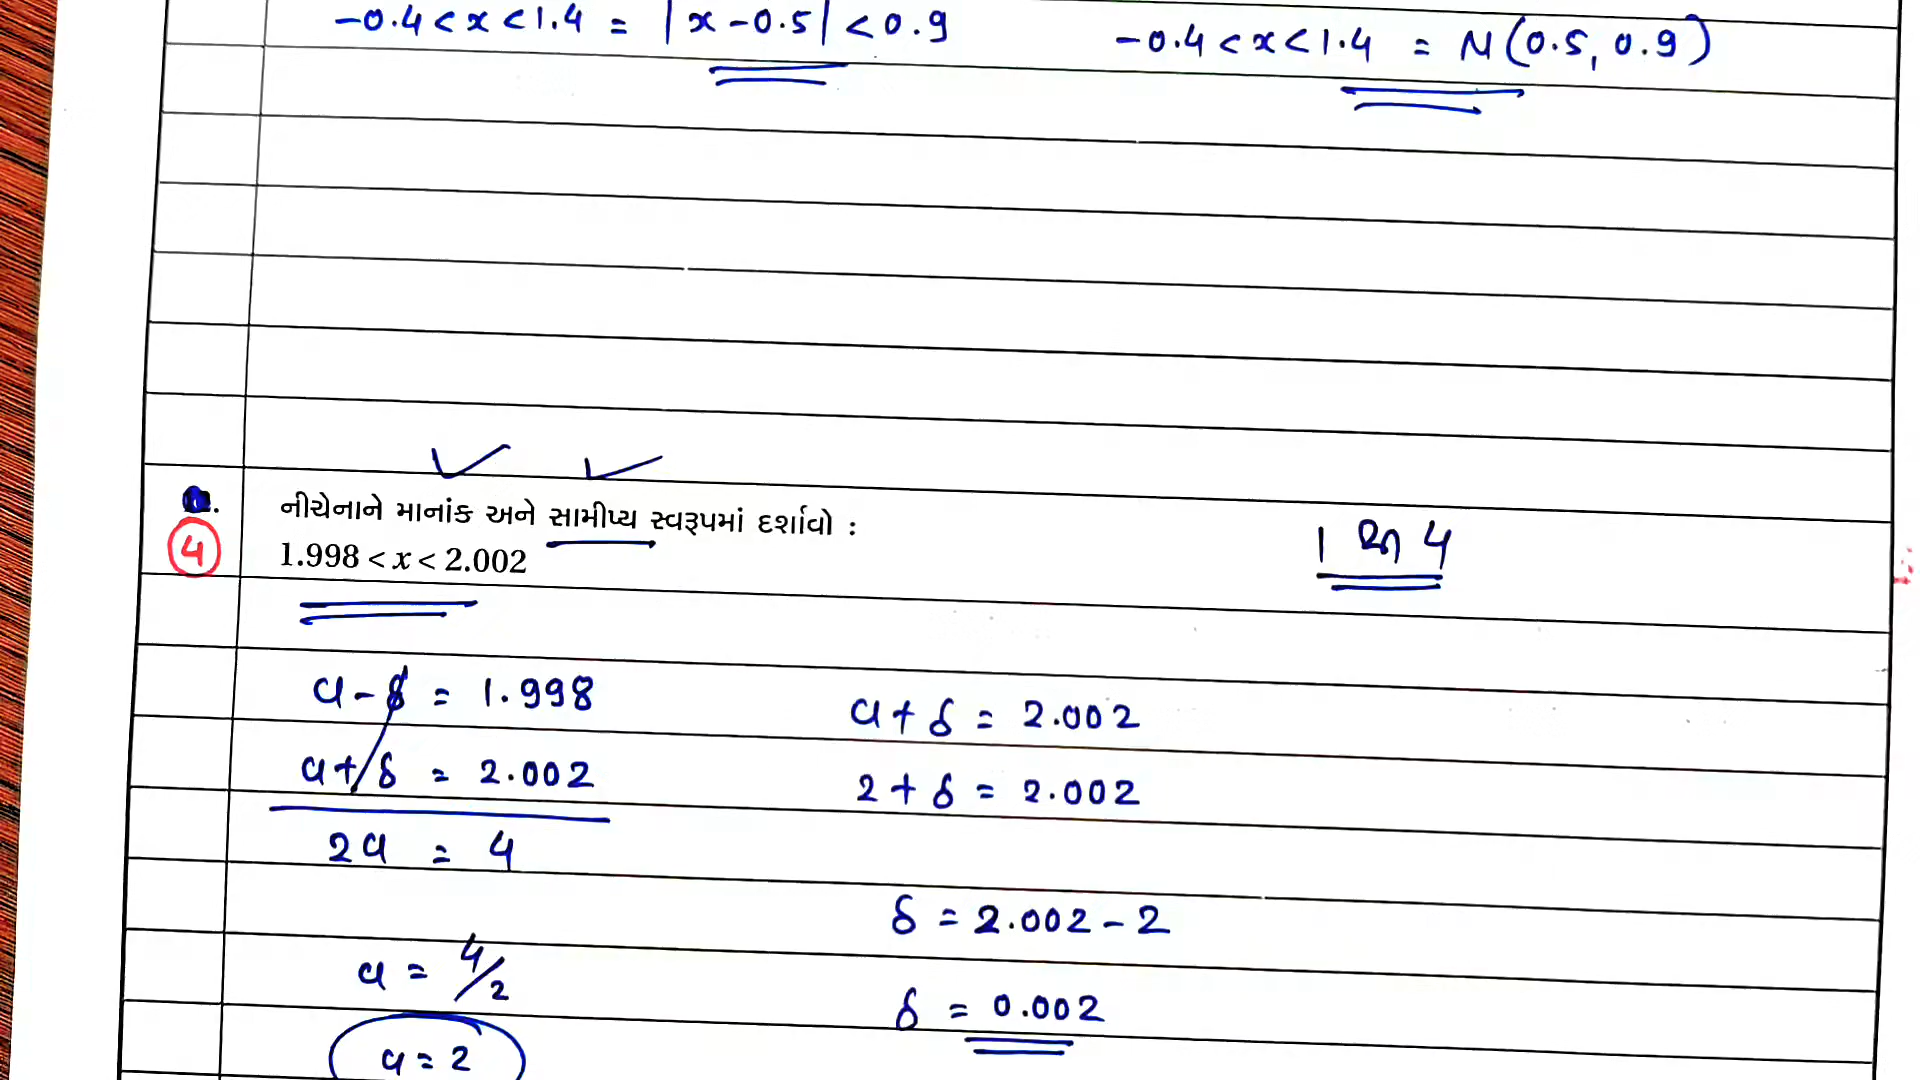 -0.4 < x < 1.4 = |x - 0.5| < 0.9
-0.4 < x < 1.4 = N(0.5, 0.9)
4
નીચેનાને માનાંક અને સામીપ્ય સ્વરૂપમાં દર્શાવો :
1.998 < x < 2.002
a - δ = 1.998
a + δ = 2.002
2a = 4
a = 4/2
a = 2
a + δ = 2.002
2 + δ = 2.002
δ = 2.002 - 2
δ = 0.002